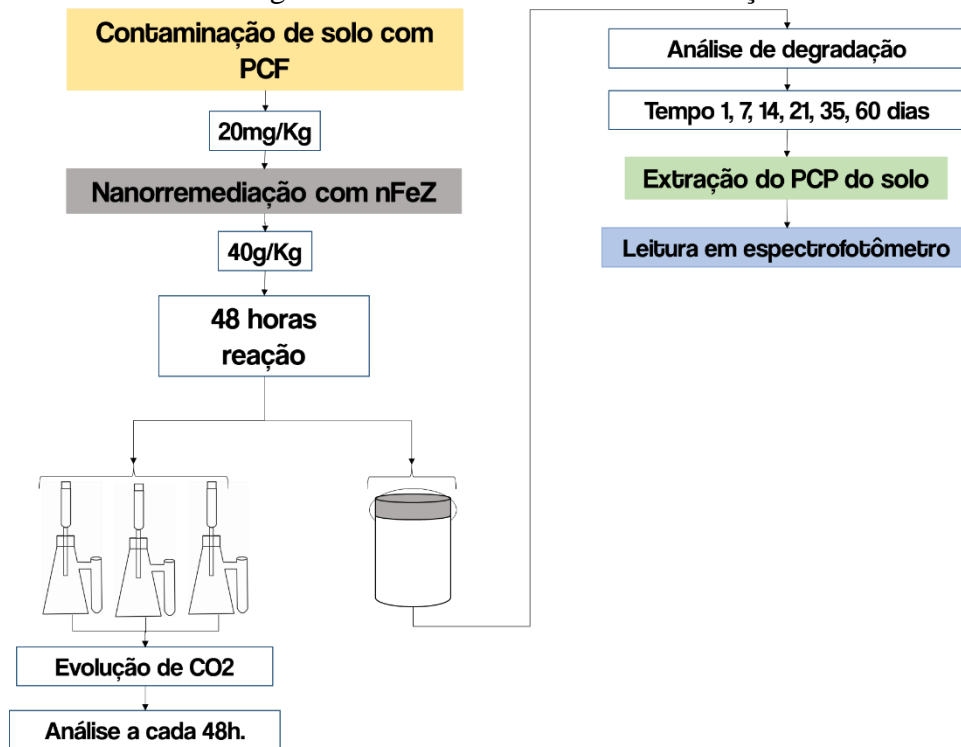 Contaminação de solo com
PCF
20mg/Kg
Nanorremediação com nFeZ
40g/Kg
48 horas
reação
Evolução de CO2
Análise a cada 48h.
Análise de degradação
Tempo 1, 7, 14, 21, 35, 60 dias
Extração do PCP do solo
Leitura em espectrofotômetro